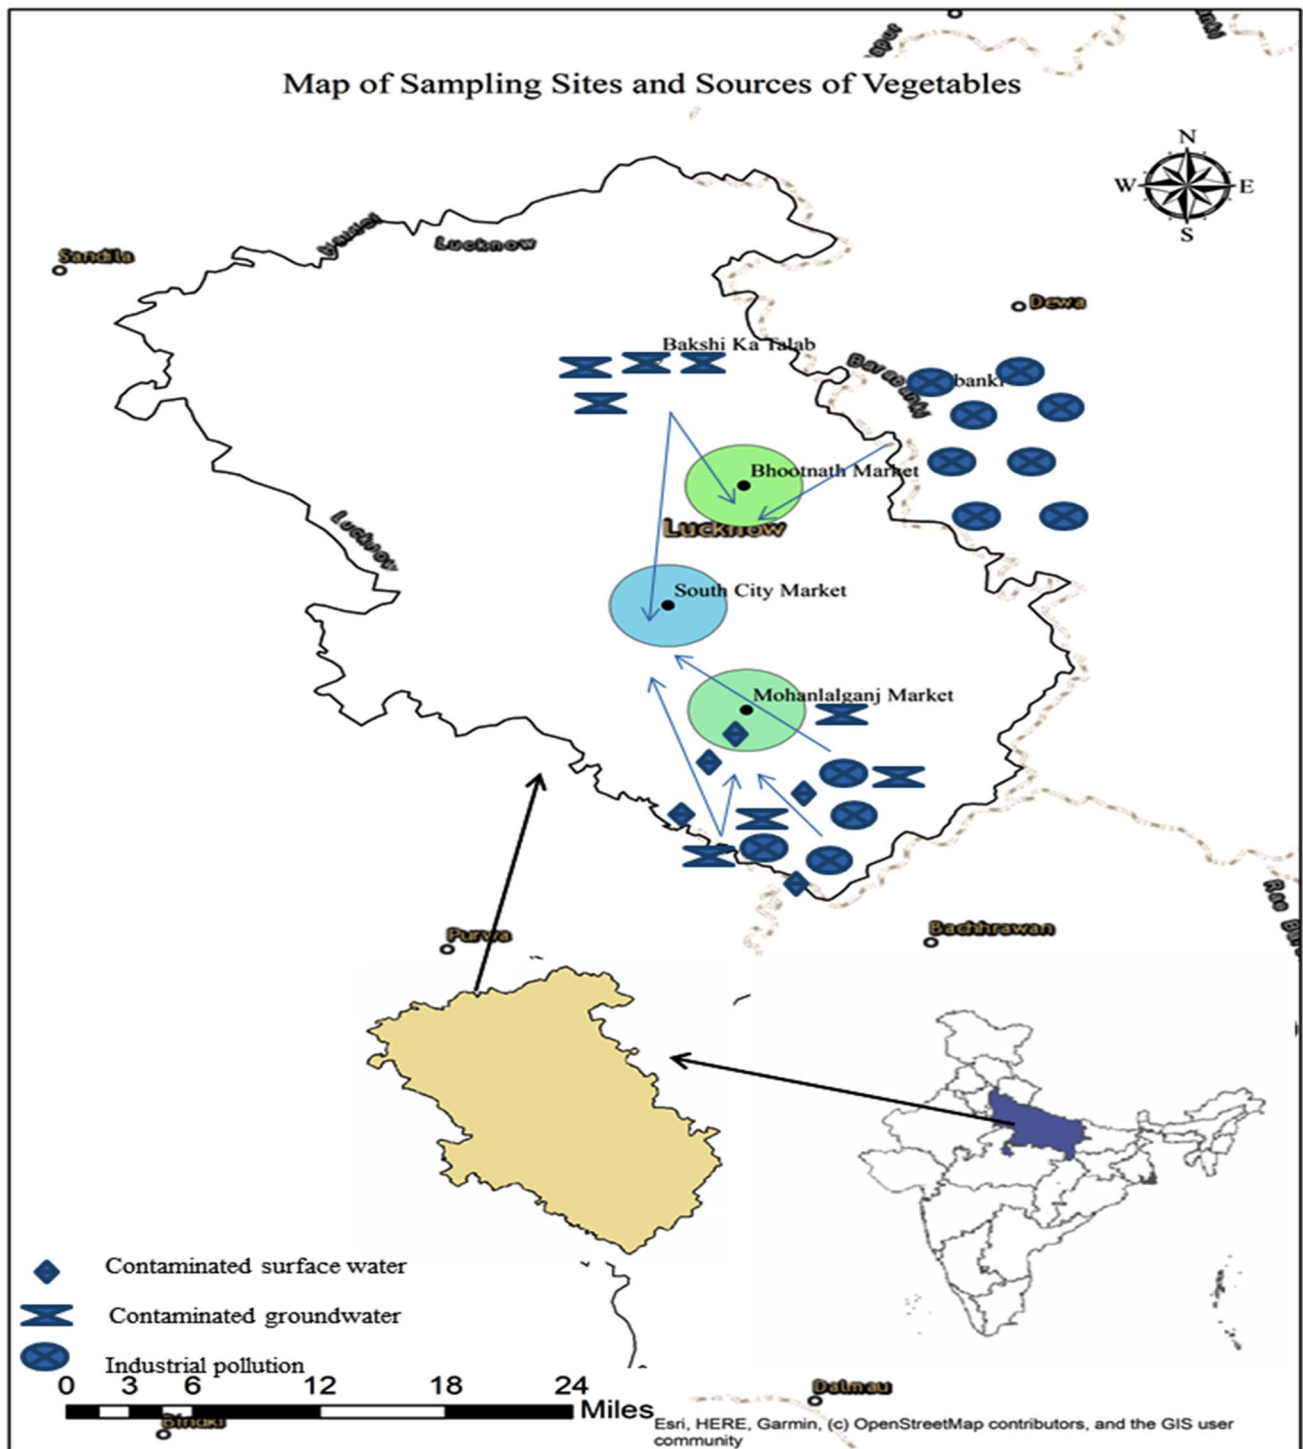 Map of Sampling Sites and Sources of Vegetables
N
W E
S
Sandila
Lucknow
Dewa
Bakshi Ka Talab
Barabanki
banki
Bhootnath Market
Lucknow
Lucknow
South City Market
Mohanlalganj Market
Purwa
Bachhrawan
Contaminated surface water
Contaminated groundwater
Industrial pollution
0 3 6 12 18 24
Miles
Dalmau
Esri, HERE, Garmin, (c) OpenStreetMap contributors, and the GIS user
community